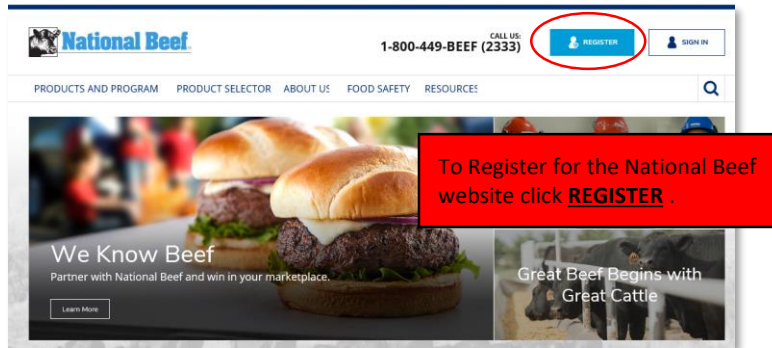 National Beef
CALL US:
1-800-449-BEEF (2333)
REGISTER
SIGN IN
PRODUCTS AND PROGRAM PRODUCT SELECTOR ABOUT US FOOD SAFETY RESOURCES
To Register for the National Beef
website click REGISTER .
We Know Beef
Partner with National Beef and win in your marketplace.
Learn More
Great Beef Begins with
Great Cattle